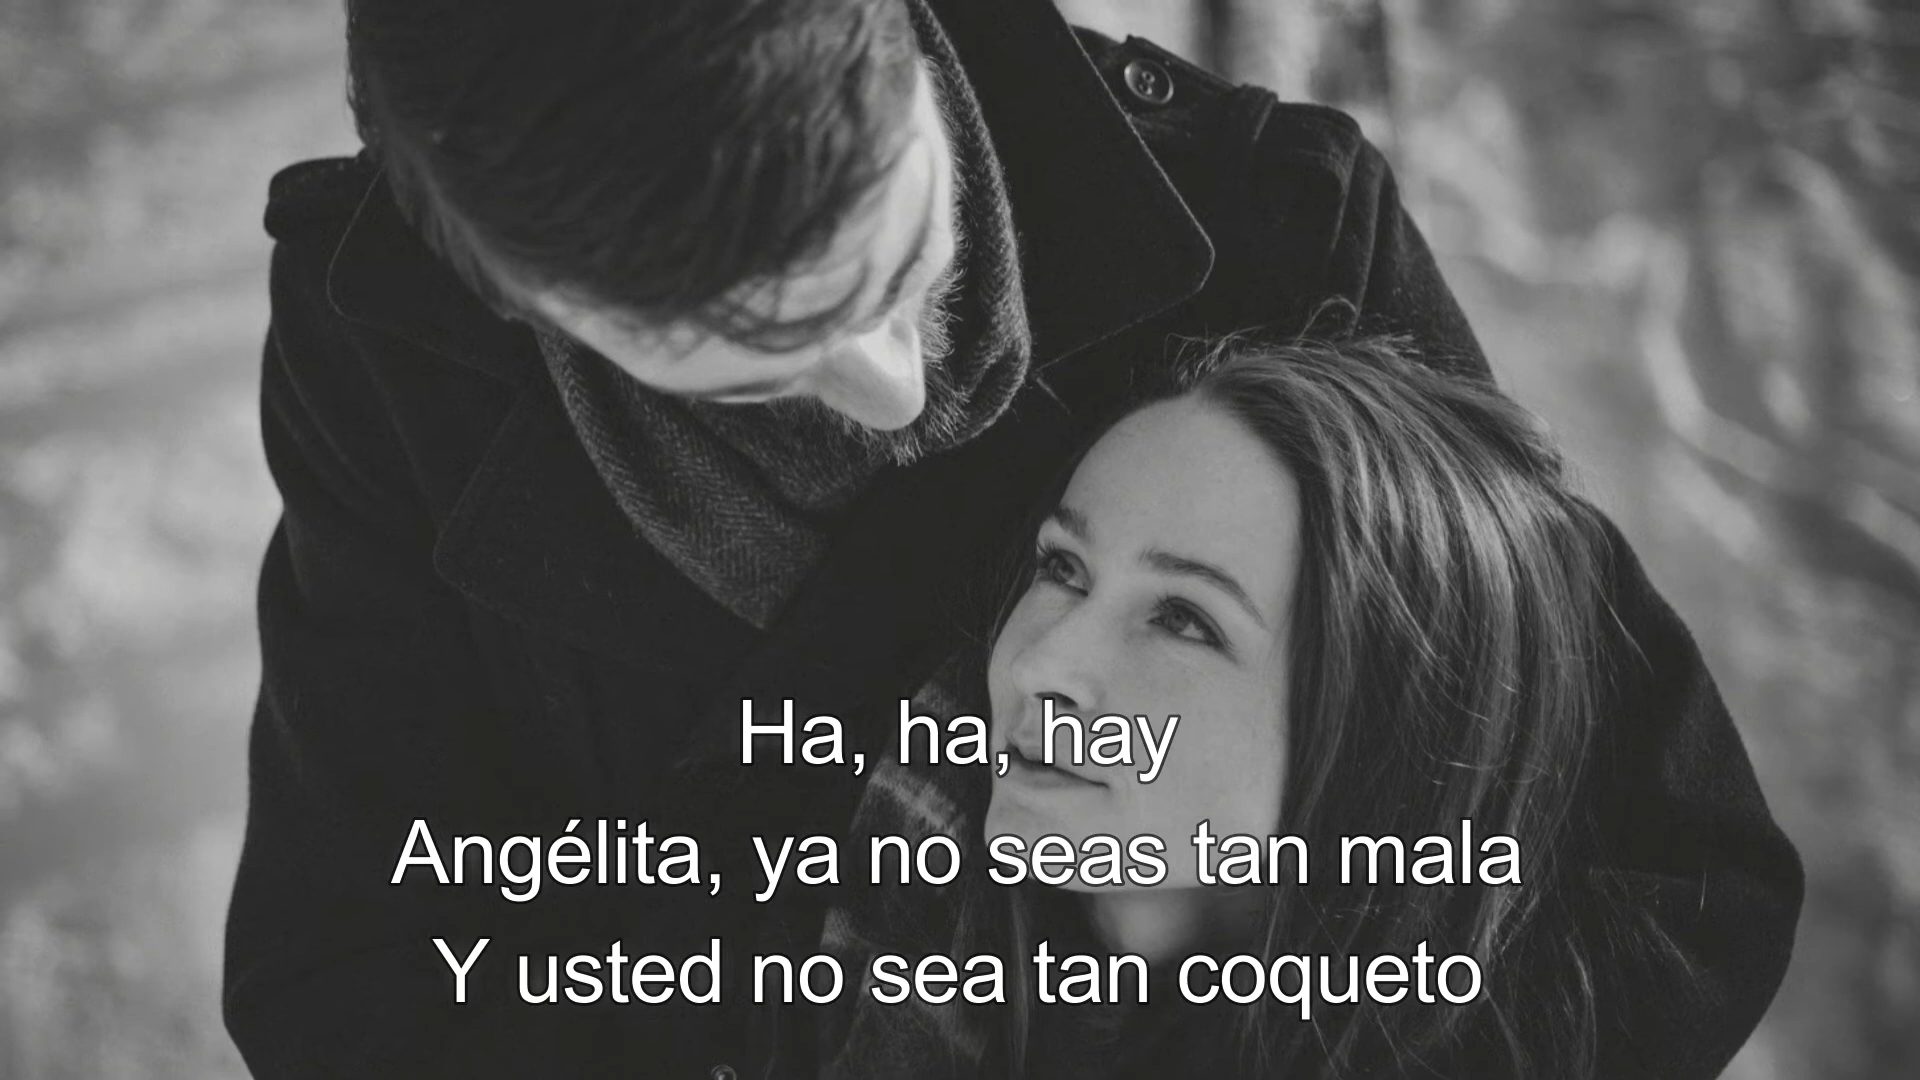 Ha, ha, hay
Angélita, ya no seas tan mala
Y usted no sea tan coqueto